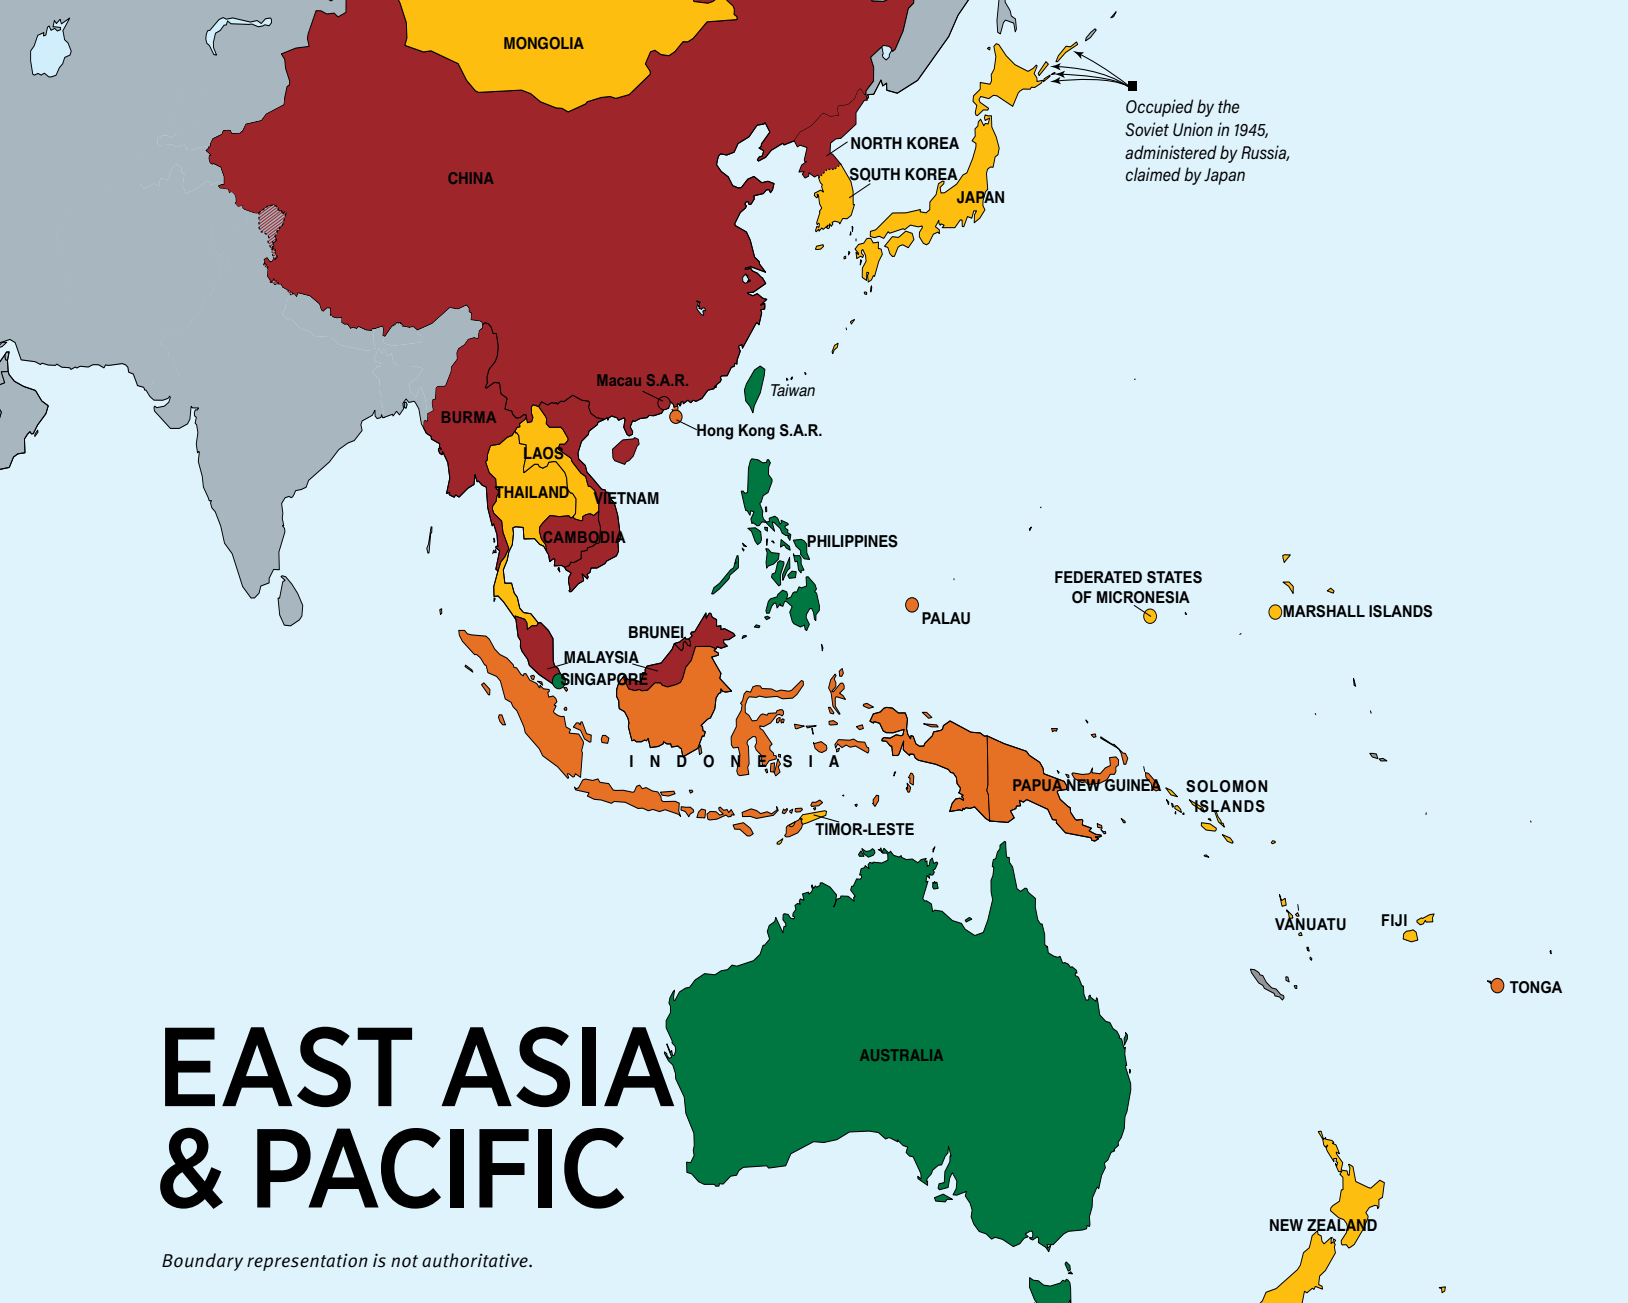 MONGOLIA
Occupied by the
Soviet Union in 1945,
administered by Russia,
claimed by Japan
NORTH KOREA
SOUTH KOREA
CHINA
JAPAN
Macau S.A.R.
Taiwan
BURMA
Hong Kong S.A.R.
LAOS
THAILAND
VIETNAM
CAMBODIA
PHILIPPINES
FEDERATED STATES
OF MICRONESIA
MARSHALL ISLANDS
PALAU
BRUNEI
MALAYSIA
SINGAPORE
INDONESIA
PAPUA NEW GUINEA
SOLOMON
ISLANDS
TIMOR-LESTE
VANUATU
FIJI
TONGA
AUSTRALIA
EAST ASIA
& PACIFIC
NEW ZEALAND
Boundary representation is not authoritative.